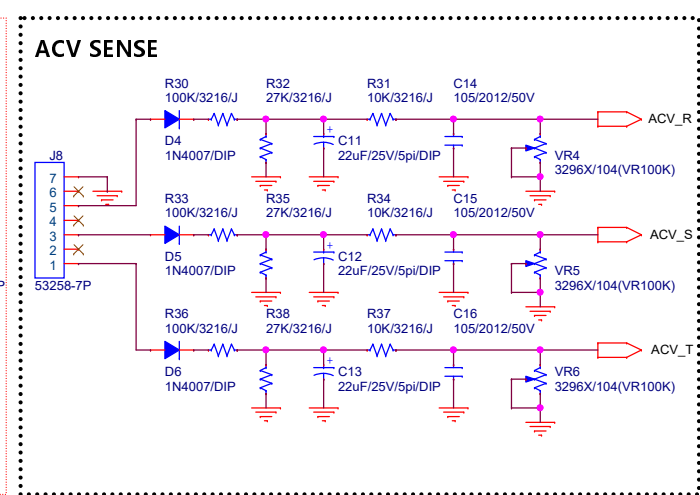 ACV SENSE
R30
100K/3216/J
R32
27K/3216/J
R31
10K/3216/J
C14
105/2012/50V
ACV_R
D4
1N4007/DIP
+
C11
22uF/25V/5pi/DIP
VR4
3296X/104(VR100K)
J8
7
6
5
4
3
2
1
53258-7P
R33
100K/3216/J
R35
27K/3216/J
R34
10K/3216/J
C15
105/2012/50V
ACV_S
D5
1N4007/DIP
+
C12
22uF/25V/5pi/DIP
VR5
3296X/104(VR100K)
P
R36
100K/3216/J
R38
27K/3216/J
R37
10K/3216/J
C16
105/2012/50V
ACV_T
D6
1N4007/DIP
+
C13
22uF/25V/5pi/DIP
VR6
3296X/104(VR100K)